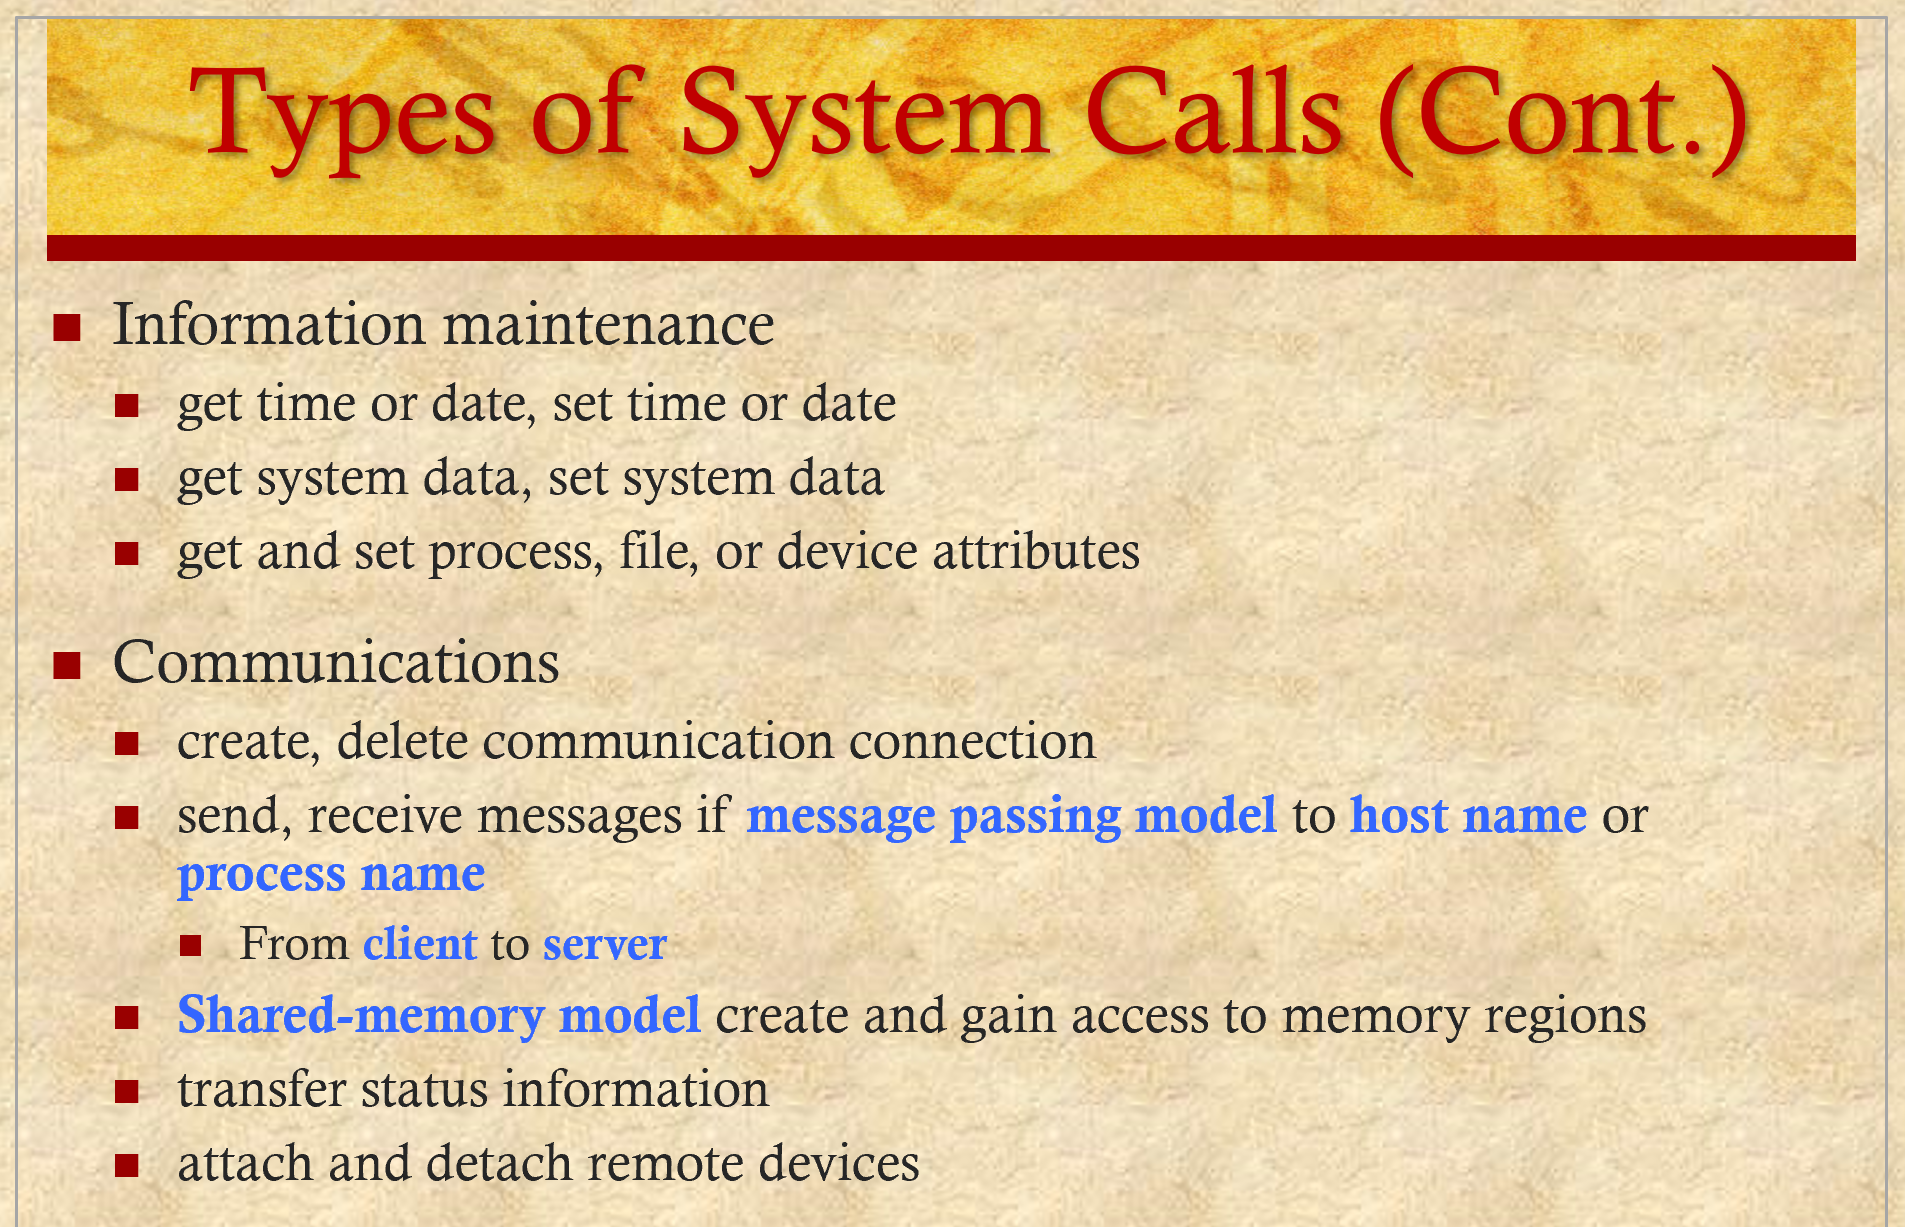 Types of System Calls (Cont.)
Information maintenance
get time or date, set time or date
get system data, set system data
get and set process, file, or device attributes
Communications
create, delete communication connection
send, receive messages if message passing model to host name or
process name
From client to server
Shared-memory model create and gain access to memory regions
transfer status information
attach and detach remote devices